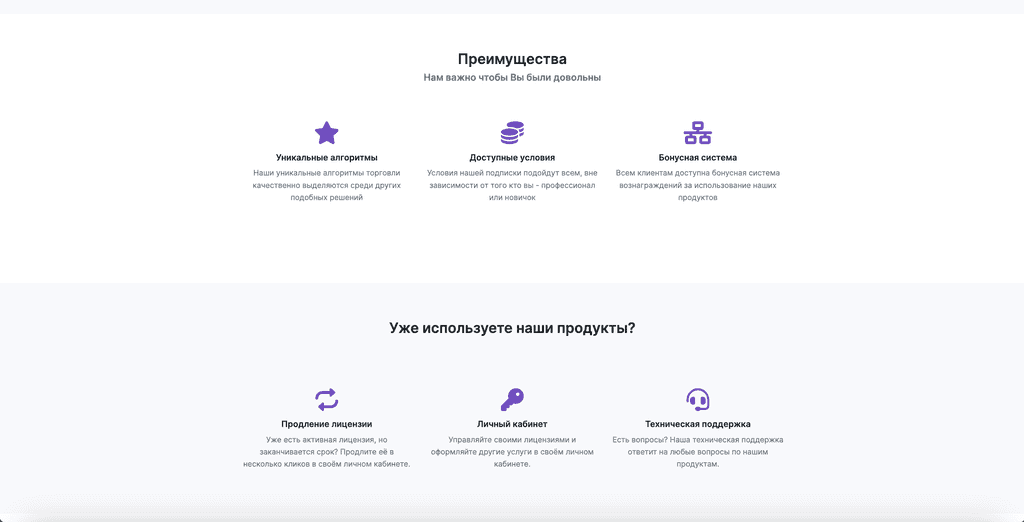 Преимущества
Нам важно чтобы Вы были довольны
Уникальные алгоритмы
Наши уникальные алгоритмы торговли
качественно выделяются среди других
подобных решений
Доступные условия
Условия нашей подписки подойдут всем, вне
зависимости от того кто вы - профессионал
или новичок
Бонусная система
Всем клиентам доступна бонусная система
вознаграждений за использование наших
продуктов
Уже используете наши продукты?
Продление лицензии
Уже есть активная лицензия, но
заканчивается срок? Продлите её в
несколько кликов в своём личном кабинете.
Личный кабинет
Управляйте своими лицензиями и
оформляйте другие услуги в своём личном
кабинете.
Техническая поддержка
Есть вопросы? Наша техническая поддержка
ответит на любые вопросы по нашим
продуктам.